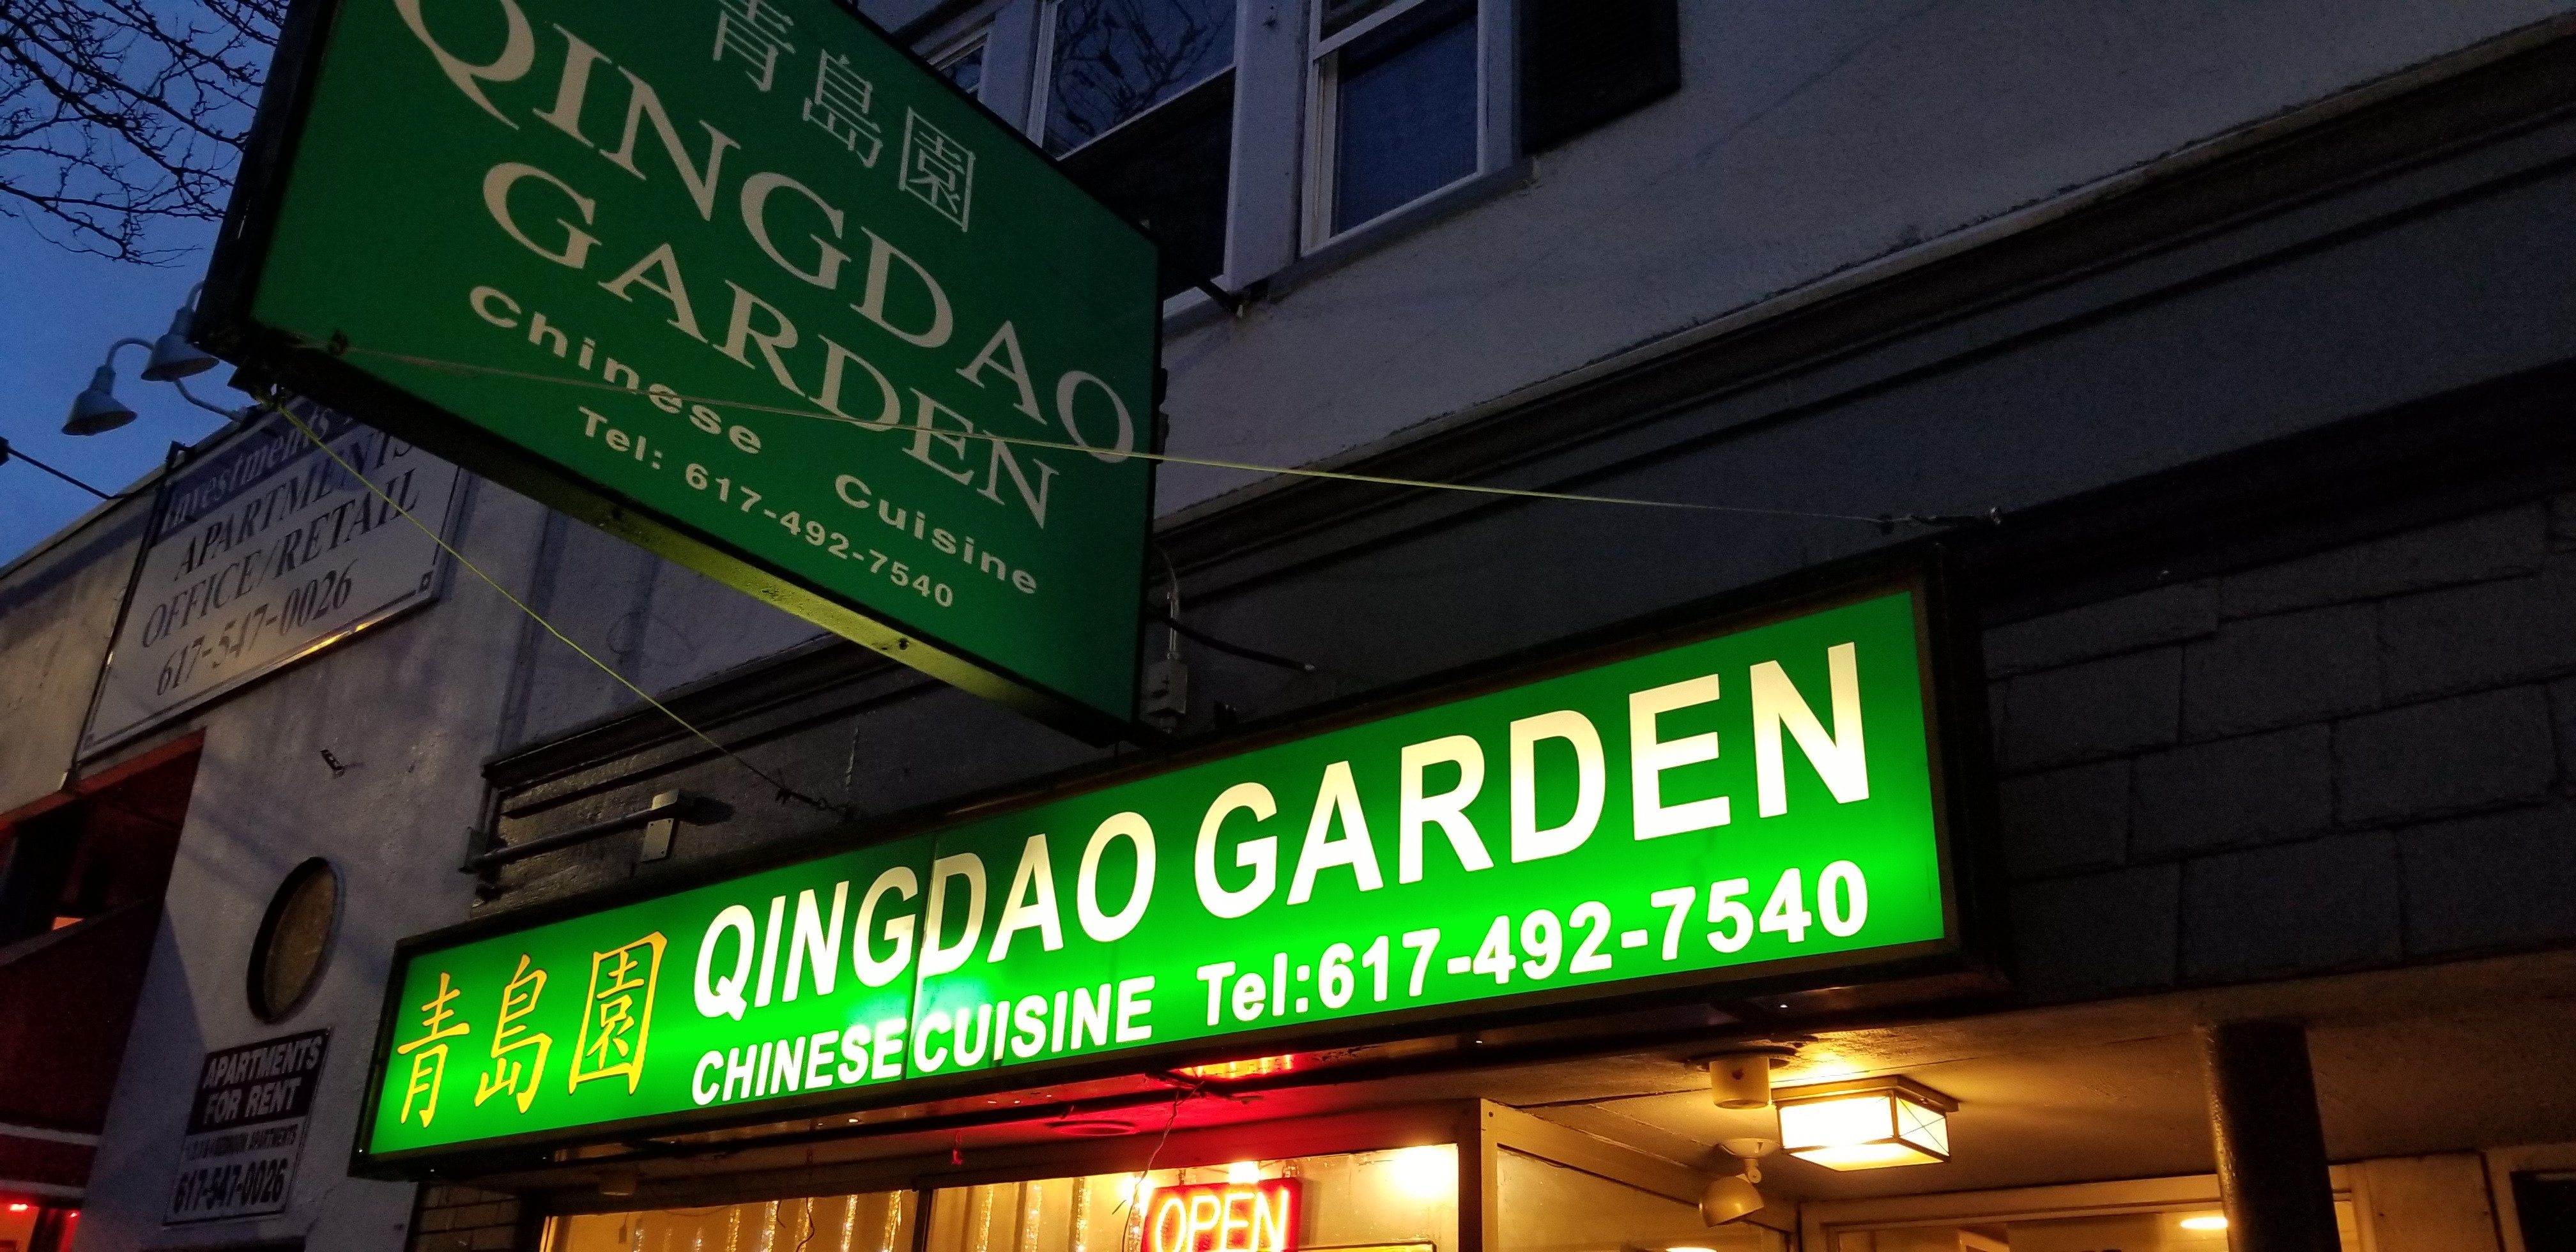 青島園
QINGDAO
GARDEN
Chinese Cuisine
Tel: 617-492-7540
Investments
APARTMENTS
OFFICE/RETAIL
617-547-0026
青島園
QINGDAO GARDEN
CHINESE CUISINE Tel:617-492-7540
APARTMENTS
FOR RENT
APARTMENTS
617-547-0026
OPEN